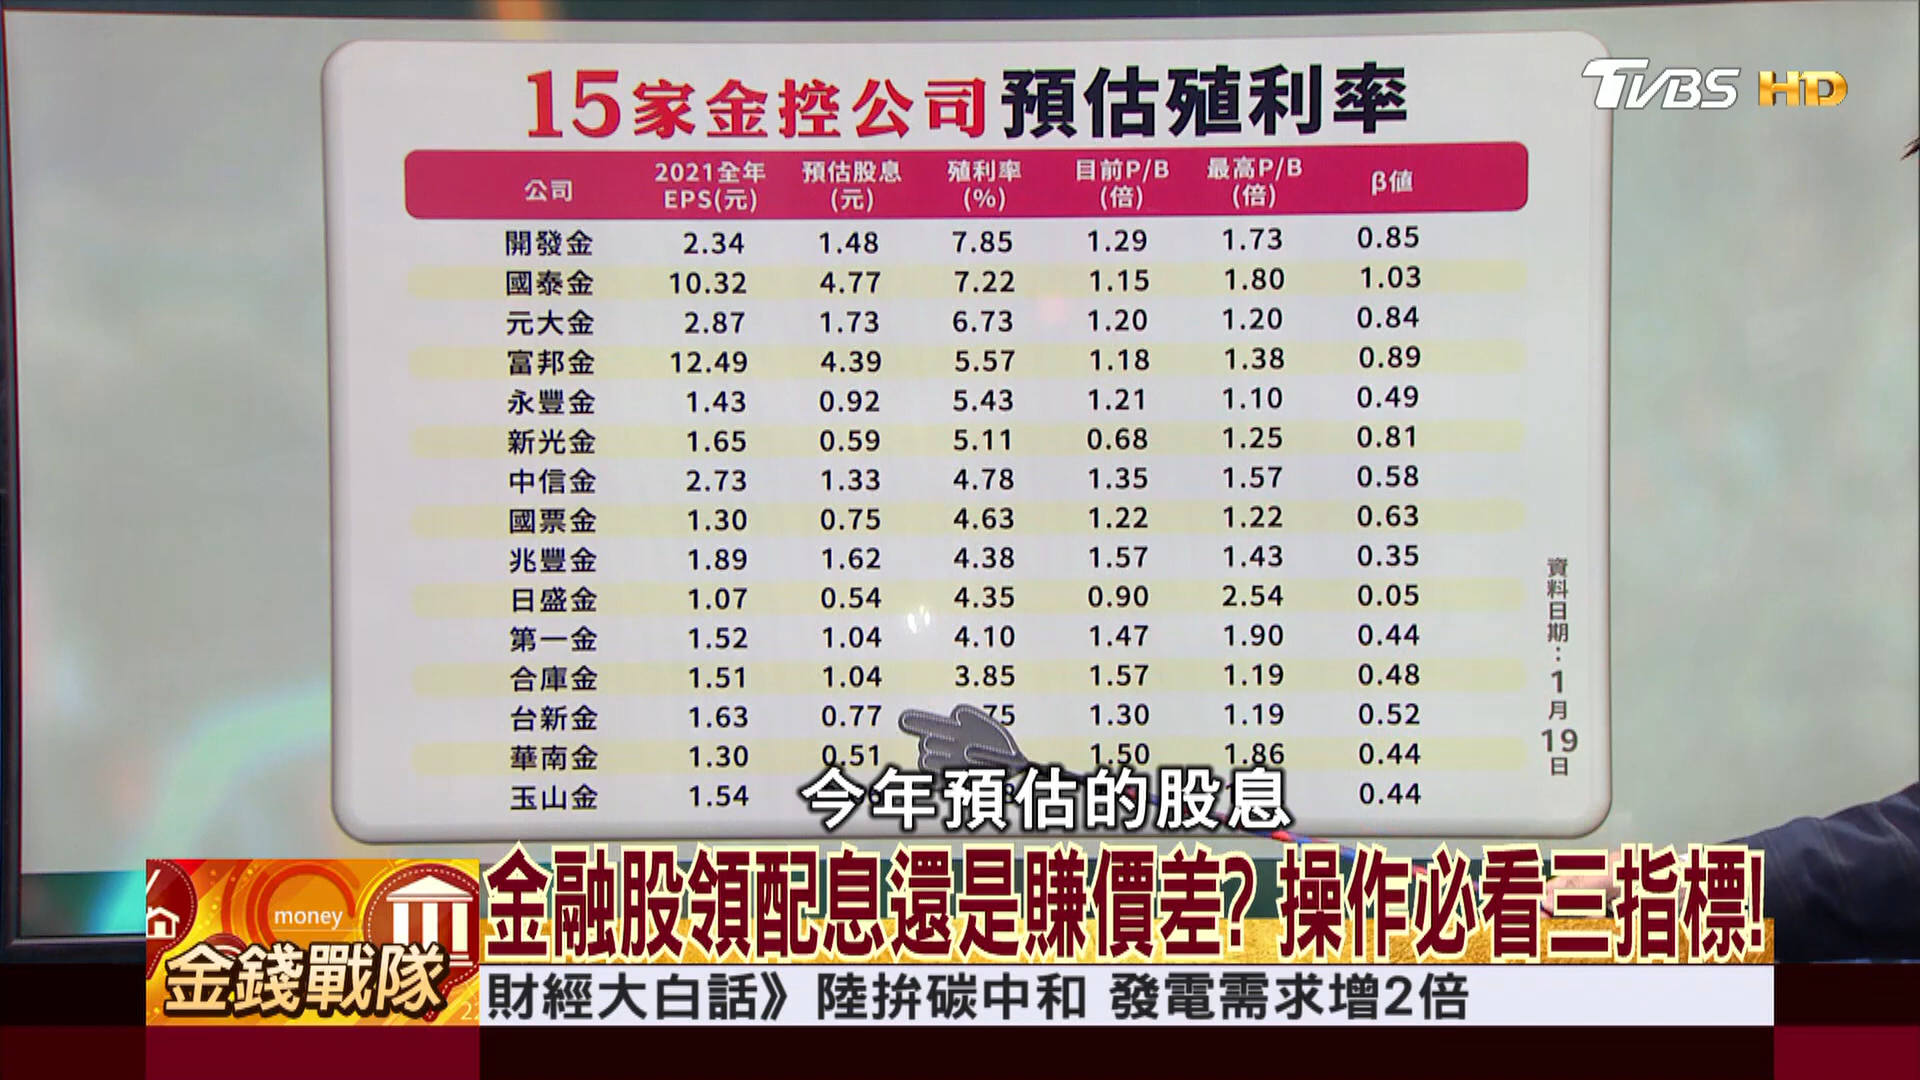 15家金控公司預估殖利率
TVBS HD
公司 2021全年EPS(元) 預估股息(元) 殖利率(%) 目前P/B(倍) 最高P/B(倍) β值
開發金 2.34 1.48 7.85 1.29 1.73 0.85
國泰金 10.32 4.77 7.22 1.15 1.80 1.03
元大金 2.87 1.73 6.73 1.20 1.20 0.84
富邦金 12.49 4.39 5.57 1.18 1.38 0.89
永豐金 1.43 0.92 5.43 1.21 1.10 0.49
新光金 1.65 0.59 5.11 0.68 1.25 0.81
中信金 2.73 1.33 4.78 1.35 1.57 0.58
國票金 1.30 0.75 4.63 1.22 1.22 0.63
兆豐金 1.89 1.62 4.38 1.57 1.43 0.35
日盛金 1.07 0.54 4.35 0.90 2.54 0.05
第一金 1.52 1.04 4.10 1.47 1.90 0.44
合庫金 1.51 1.04 3.85 1.57 1.19 0.48
台新金 1.63 0.77 75 1.30 1.19 0.52
華南金 1.30 0.51 1.50 1.86 0.44
玉山金 1.54 0.44
資料日期：1月19日
今年預估的股息
金融股領配息還是賺價差? 操作必看三指標!
money
金錢戰隊
財經大白話》陸拚碳中和 發電需求增2倍